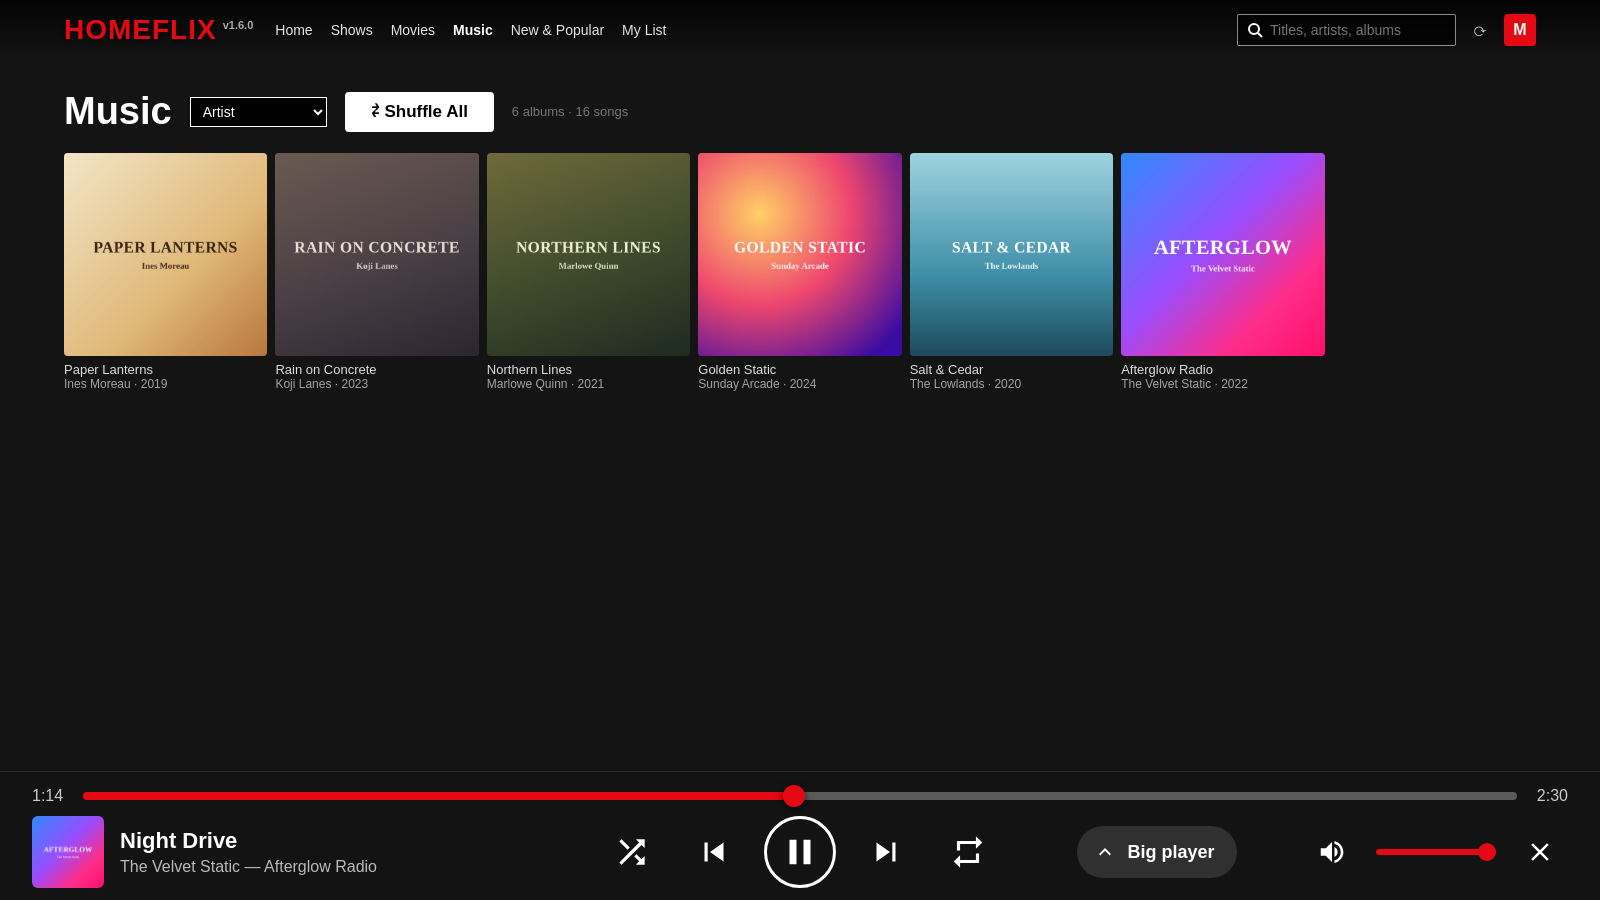 HOMEFLIX v1.6.0 Home Shows Movies Music New & Popular My List Titles, artists, albums M
Music Artist Shuffle All 6 albums · 16 songs
PAPER LANTERNS
Ines Moreau
RAIN ON CONCRETE
Koji Lanes
NORTHERN LINES
Marlowe Quinn
GOLDEN STATIC
Sunday Arcade
SALT & CEDAR
The Lowlands
AFTERGLOW
The Velvet Static
Paper Lanterns
Ines Moreau · 2019
Rain on Concrete
Koji Lanes · 2023
Northern Lines
Marlowe Quinn · 2021
Golden Static
Sunday Arcade · 2024
Salt & Cedar
The Lowlands · 2020
Afterglow Radio
The Velvet Static · 2022
1:14 2:30
AFTERGLOW
The Velvet Static
Night Drive
The Velvet Static — Afterglow Radio
Big player